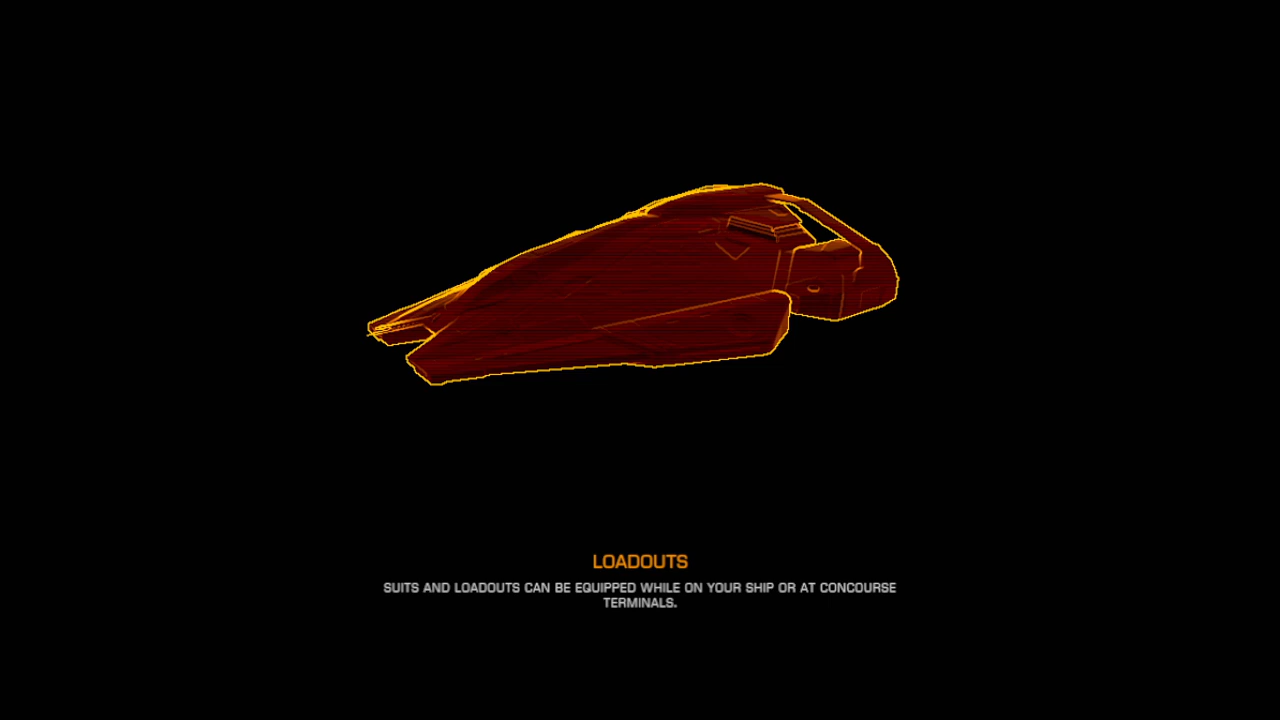 LOADOUTS
SUITS AND LOADOUTS CAN BE EQUIPPED WHILE ON YOUR SHIP OR AT CONCOURSE
TERMINALS.